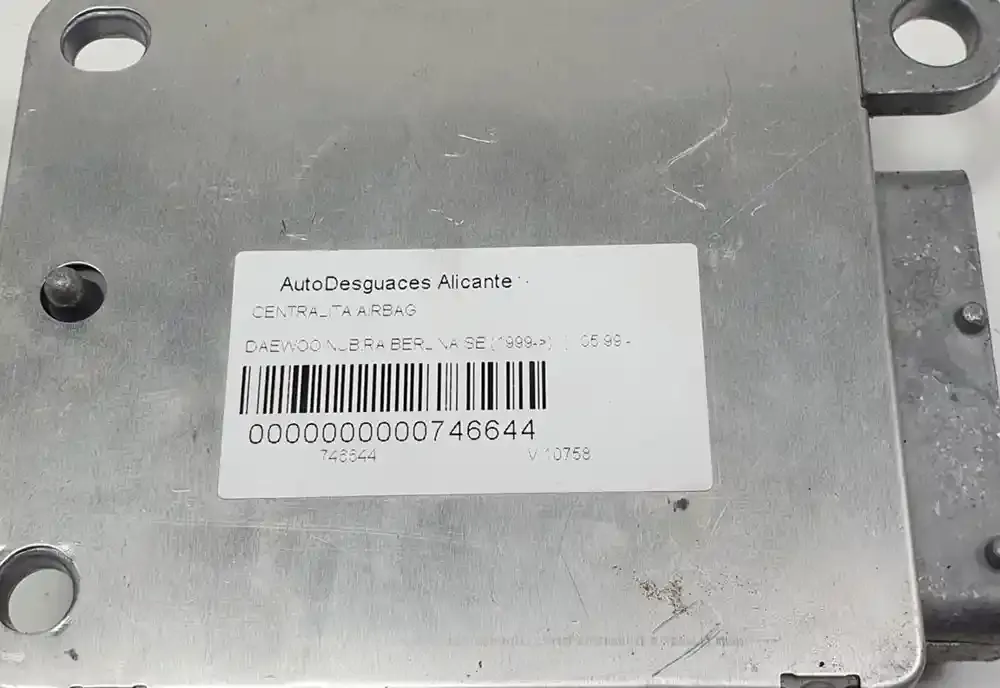 AutoDesguaces Alicante
CENTRALITA AIRBAG
DAEWOO NUBIRA BERLINA SE (1999->) | 05.99 -
0000000000746644
746644 V 10758